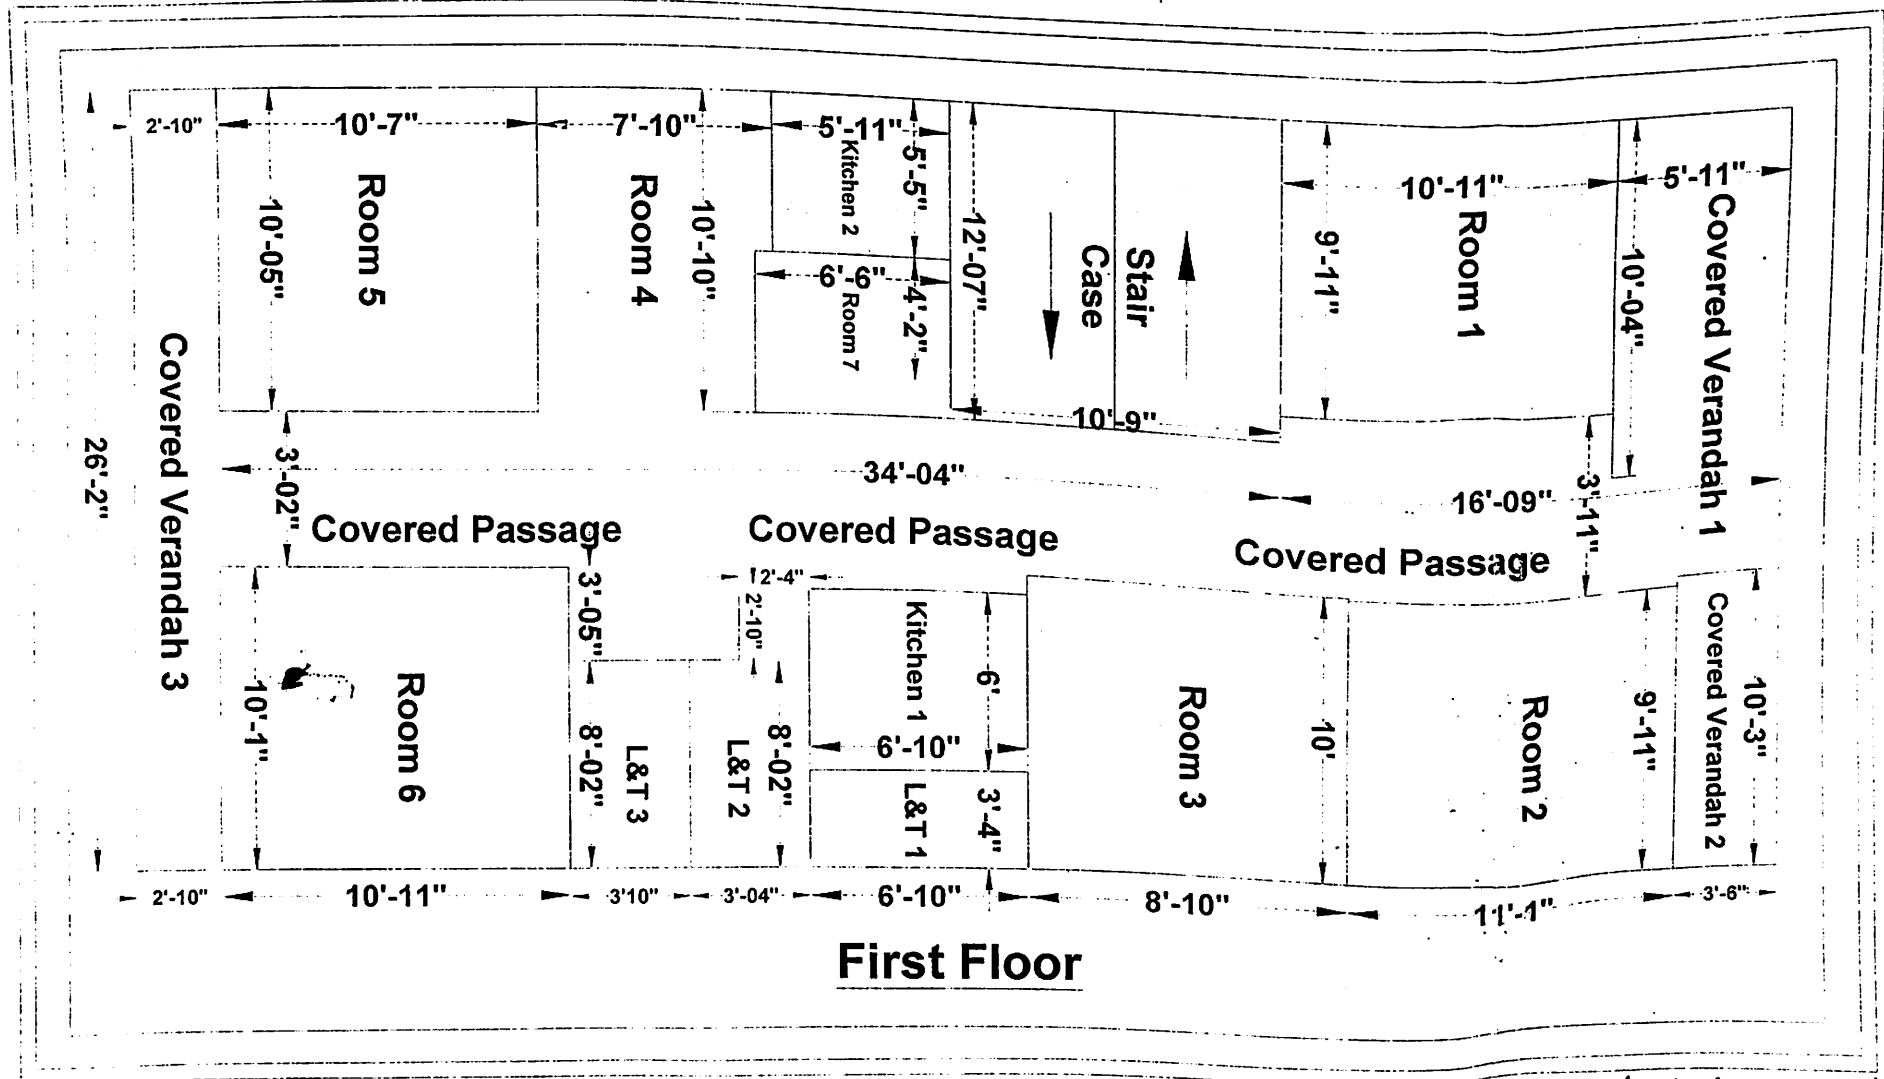 2'-10"
10'-7"
7'-10"
5'-11"
5'-11"
10'-11"
10'-05"
Room 5
Room 4
10'-10"
Kitchen 2
5'-5"
6'-6"
Room 7
4'-2"
12'-07"
Stair
Case
10'-9"
9'-11"
Room 1
10'-04"
Covered Verandah 1
26'-2"
Covered Verandah 3
3'-02"
34'-04"
16'-09"
3'-11"
Covered Passage
Covered Passage
Covered Passage
10'-1"
Room 6
3'-05"
8'-02"
L&T 3
2'-4"
2'-10"
L&T 2
8'-02"
Kitchen 1
6'
6'-10"
L&T 1
3'-4"
Room 3
10'
Room 2
9'-11"
Covered Verandah 2
10'-3"
2'-10"
10'-11"
3'10"
3'-04"
6'-10"
8'-10"
11'-1"
3'-6"
First Floor